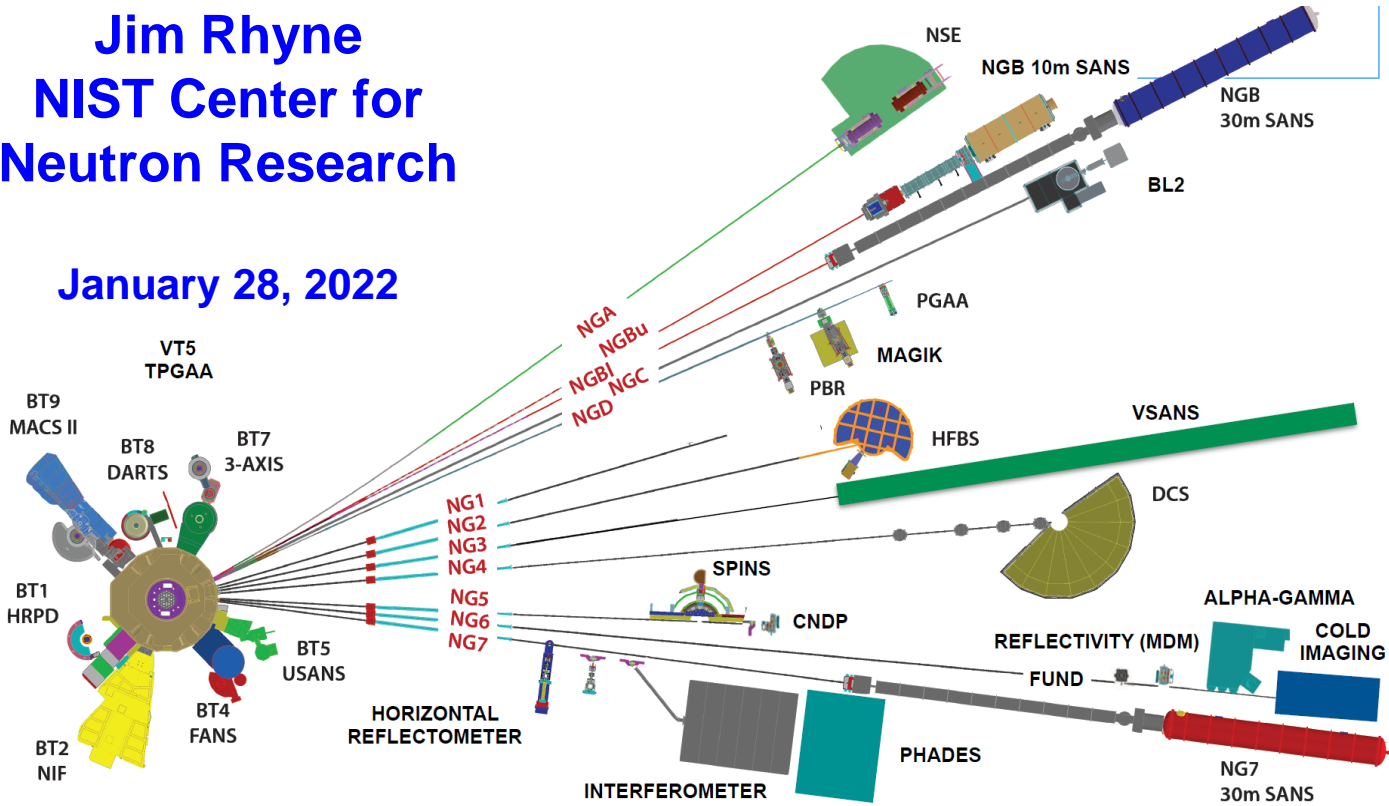 Jim Rhyne
NIST Center for
Neutron Research
January 28, 2022
NSE
NGB 10m SANS
NGB
30m SANS
BL2
PGAA
MAGIK
PBR
NGA
NGBu
NGBl
NGC
NGD
VT5
TPGAA
BT9
MACS II
BT8
DARTS
BT7
3-AXIS
HFBS
VSANS
DCS
NG1
NG2
NG3
NG4
NG5
NG6
NG7
SPINS
CNDP
BT1
HRPD
BT5
USANS
BT4
FANS
BT2
NIF
HORIZONTAL
REFLECTOMETER
INTERFEROMETER
PHADES
ALPHA-GAMMA
COLD
IMAGING
REFLECTIVITY (MDM)
FUND
NG7
30m SANS